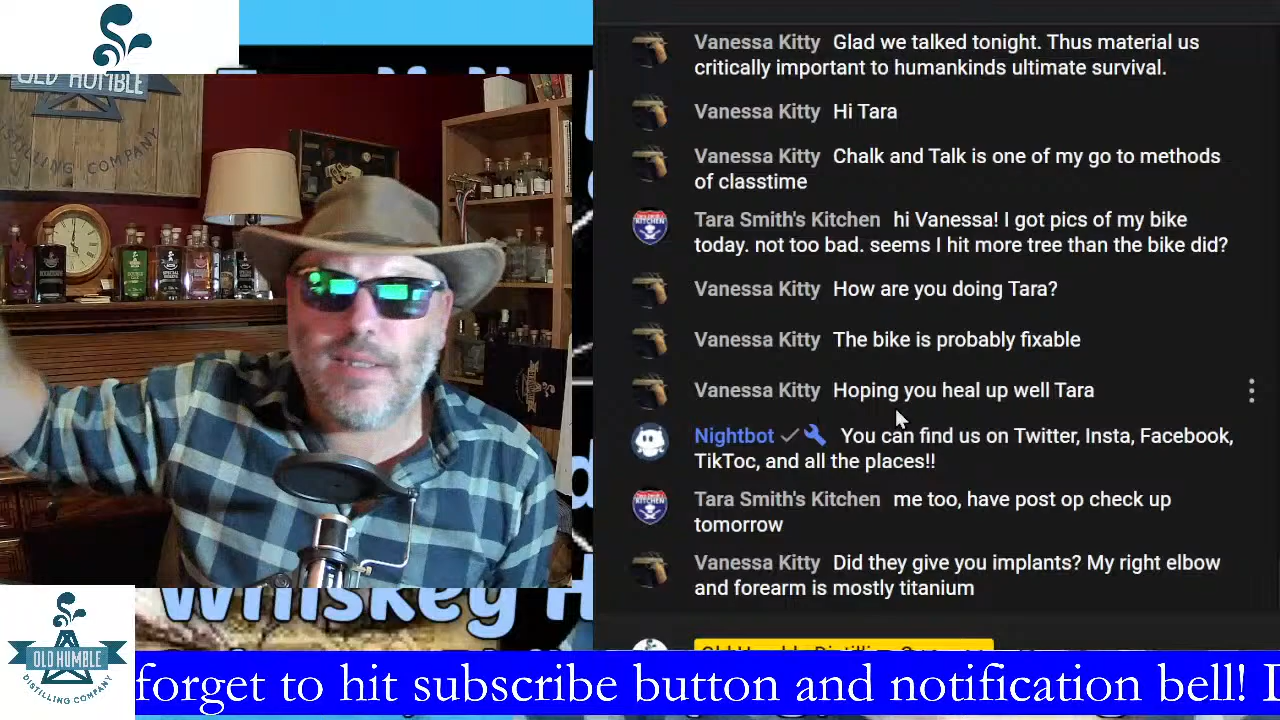 OLD HUMBLE
DISTILLING COMPANY
Vanessa Kitty Glad we talked tonight. Thus material us
critically important to humankinds ultimate survival.
Vanessa Kitty Hi Tara
Vanessa Kitty Chalk and Talk is one of my go to methods
of classtime
Tara Smith's Kitchen hi Vanessa! I got pics of my bike
today. not too bad. seems I hit more tree than the bike did?
Vanessa Kitty How are you doing Tara?
Vanessa Kitty The bike is probably fixable
Vanessa Kitty Hoping you heal up well Tara
Nightbot You can find us on Twitter, Insta, Facebook,
TikToc, and all the places!!
Tara Smith's Kitchen me too, have post op check up
tomorrow
Vanessa Kitty Did they give you implants? My right elbow
and forearm is mostly titanium
Whiskey
OLD HUMBLE
DISTILLING COMPANY
forget to hit subscribe button and notification bell!